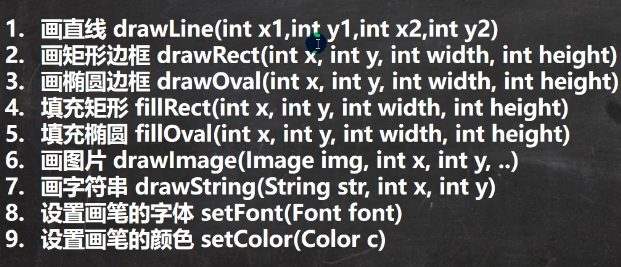 1. 画直线 drawLine(int x1,int y1,int x2,int y2)
2. 画矩形边框 drawRect(int x, int y, int width, int height)
3. 画椭圆边框 drawOval(int x, int y, int width, int height)
4. 填充矩形 fillRect(int x, int y, int width, int height)
5. 填充椭圆 fillOval(int x, int y, int width, int height)
6. 画图片 drawImage(Image img, int x, int y, ..)
7. 画字符串 drawString(String str, int x, int y)
8. 设置画笔的字体 setFont(Font font)
9. 设置画笔的颜色 setColor(Color c)